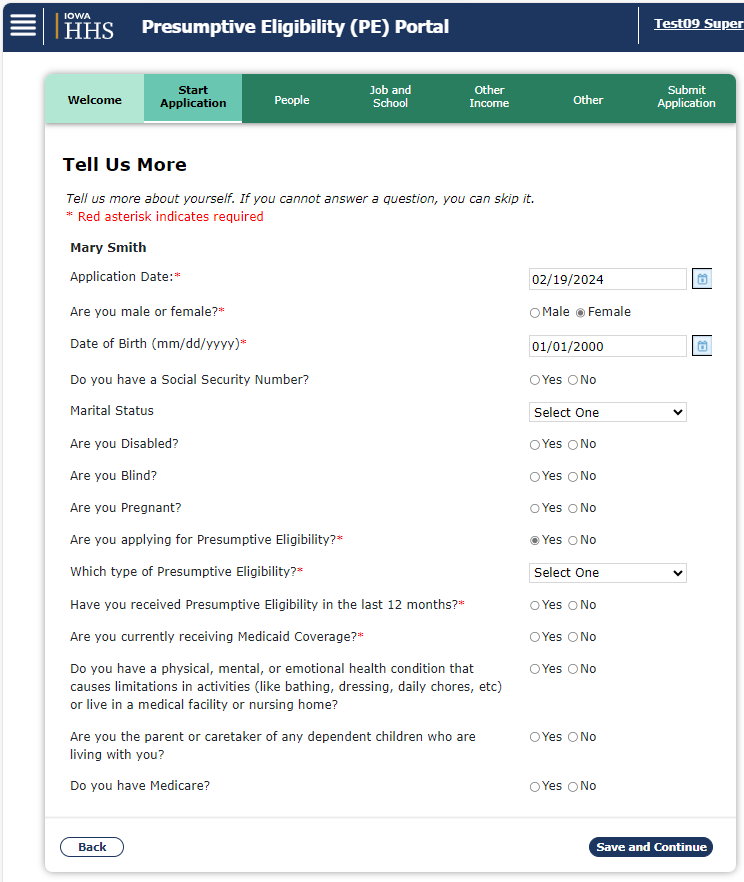 IOWA
HHS
Presumptive Eligibility (PE) Portal
Test09 Super
Welcome
Start
Application
People
Job and
School
Other
Income
Other
Submit
Application
Tell Us More
Tell us more about yourself. If you cannot answer a question, you can skip it.
* Red asterisk indicates required
Mary Smith
Application Date:* 02/19/2024
Are you male or female?* Male Female
Date of Birth (mm/dd/yyyy)* 01/01/2000
Do you have a Social Security Number? Yes No
Marital Status Select One
Are you Disabled? Yes No
Are you Blind? Yes No
Are you Pregnant? Yes No
Are you applying for Presumptive Eligibility?* Yes No
Which type of Presumptive Eligibility?* Select One
Have you received Presumptive Eligibility in the last 12 months?* Yes No
Are you currently receiving Medicaid Coverage?* Yes No
Do you have a physical, mental, or emotional health condition that Yes No
causes limitations in activities (like bathing, dressing, daily chores, etc)
or live in a medical facility or nursing home?
Are you the parent or caretaker of any dependent children who are Yes No
living with you?
Do you have Medicare? Yes No
Back Save and Continue